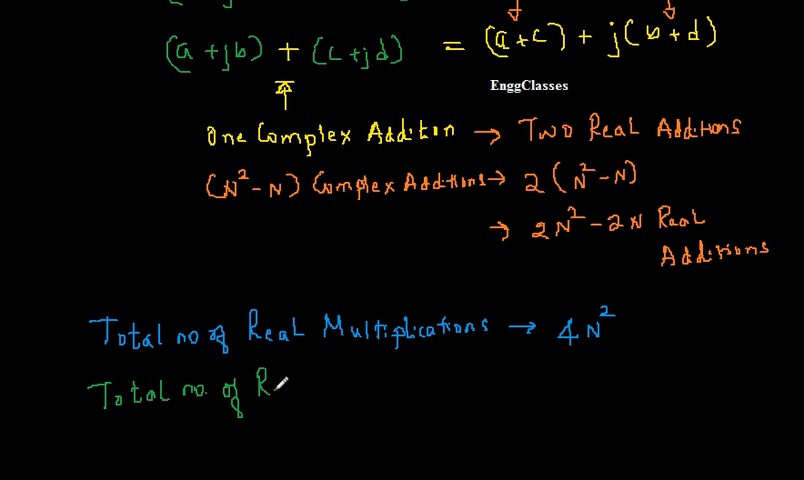 (a + jb) + (c + jd) = (a + c) + j(b + d)
EnggClasses
One Complex Addition → Two Real Additions
(N² - N) Complex Additions → 2 (N² - N)
→ 2N² - 2N Real
Additions
Total no of Real Multiplications → 4N²
Total no. of R